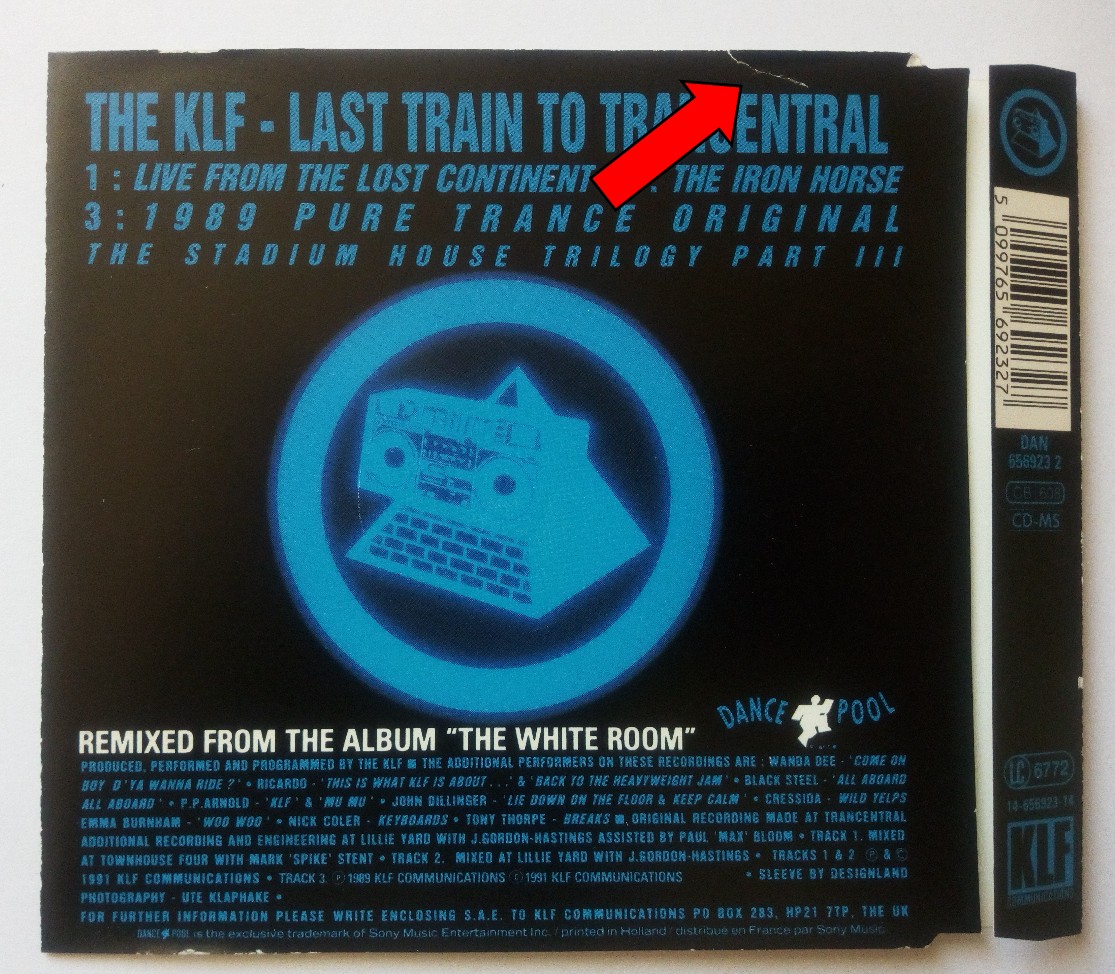 THE KLF - LAST TRAIN TO TRANCENTRAL
1 : LIVE FROM THE LOST CONTINENT : THE IRON HORSE
3 : 1989 PURE TRANCE ORIGINAL
THE STADIUM HOUSE TRILOGY PART III
DANCE POOL
REMIXED FROM THE ALBUM "THE WHITE ROOM"
PRODUCED, PERFORMED AND PROGRAMMED BY THE KLF ■ THE ADDITIONAL PERFORMERS ON THESE RECORDINGS ARE : WANDA DEE - 'COME ON
BOY D'YA WANNA RIDE ?' • RICARDO - 'THIS IS WHAT KLF IS ABOUT . . .' & 'BACK TO THE HEAVYWEIGHT JAM' • BLACK STEEL - 'ALL ABOARD
ALL ABOARD' • P.P.ARNOLD - 'KLF' & 'MU MU' • JOHN DILLINGER - 'LIE DOWN ON THE FLOOR & KEEP CALM' • CRESSIDA - WILD YELPS
EMMA BURNHAM - 'WOO WOO' • NICK COLER - KEYBOARDS • TONY THORPE - BREAKS ■, ORIGINAL RECORDING MADE AT TRANCENTRAL
ADDITIONAL RECORDING AND ENGINEERING AT LILLIE YARD WITH J.GORDON-HASTINGS ASSISTED BY PAUL 'MAX' BLOOM • TRACK 1. MIXED
AT TOWNHOUSE FOUR WITH MARK 'SPIKE' STENT • TRACK 2. MIXED AT LILLIE YARD WITH J.GORDON-HASTINGS • TRACKS 1 & 2 Ⓟ & ©
1991 KLF COMMUNICATIONS • TRACK 3. Ⓟ 1989 KLF COMMUNICATIONS © 1991 KLF COMMUNICATIONS • SLEEVE BY DESIGNLAND
PHOTOGRAPHY - UTE KLAPHAKE •
FOR FURTHER INFORMATION PLEASE WRITE ENCLOSING S.A.E. TO KLF COMMUNICATIONS PO BOX 283, HP21 7TP, THE UK
DANCE POOL is the exclusive trademark of Sony Music Entertainment Inc. / printed in Holland / distribué en France par Sony Music
5 099765 692327
DAN
656923 2
CB 608
CD-MS
LC 6772
14-656923-14
KLF
COMMUNICATIONS